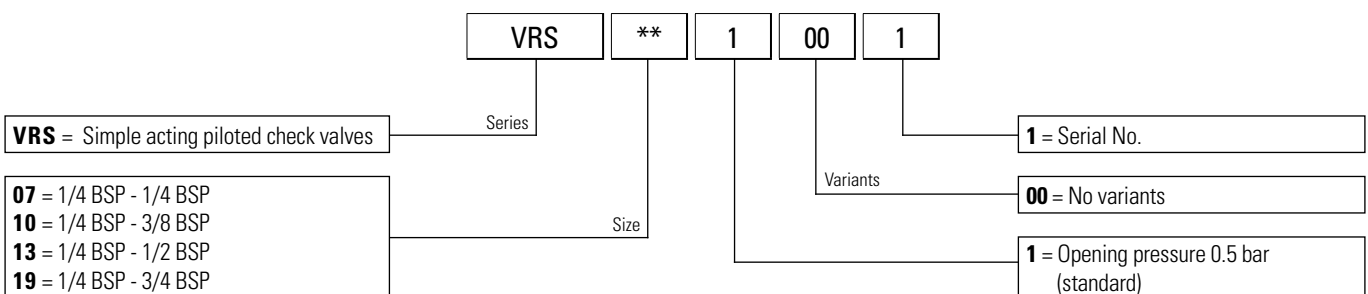 VRS ** 1 00 1
Series
VRS = Simple acting piloted check valves
1 = Serial No.
Variants
00 = No variants
07 = 1/4 BSP - 1/4 BSP
10 = 1/4 BSP - 3/8 BSP
13 = 1/4 BSP - 1/2 BSP
19 = 1/4 BSP - 3/4 BSP
Size
1 = Opening pressure 0.5 bar
(standard)